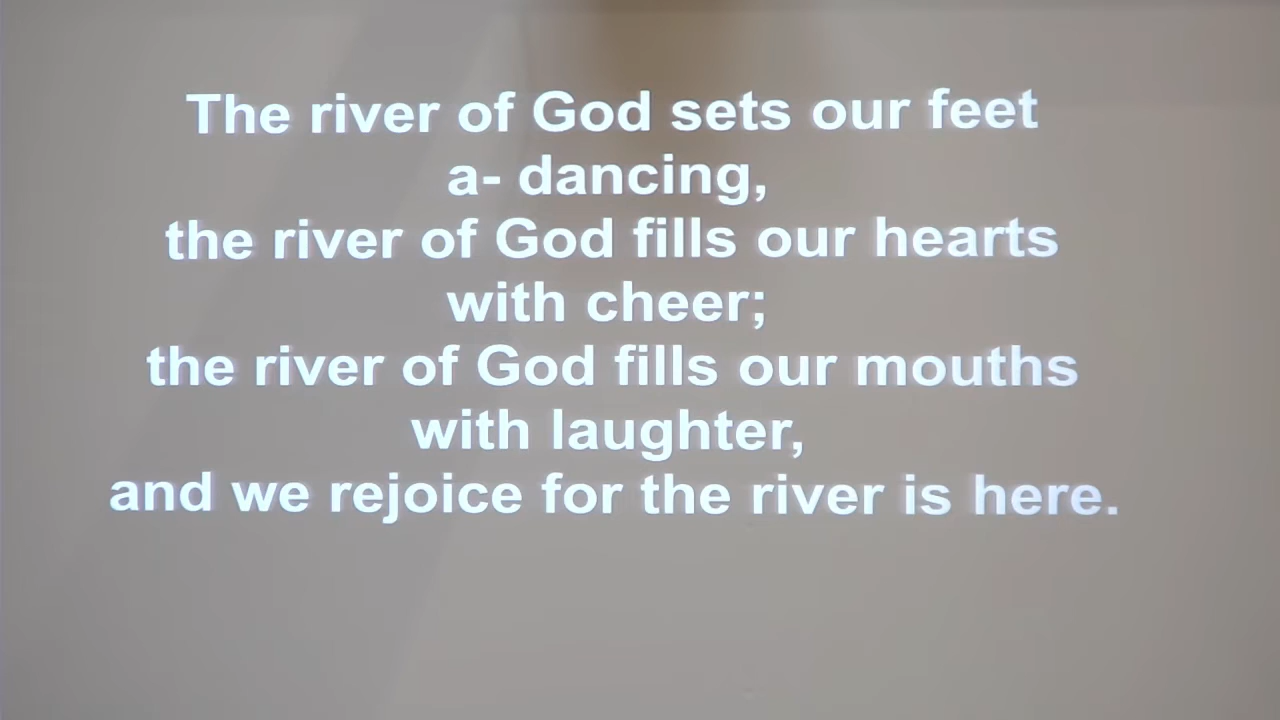 The river of God sets our feet
a- dancing,
the river of God fills our hearts
with cheer;
the river of God fills our mouths
with laughter,
and we rejoice for the river is here.